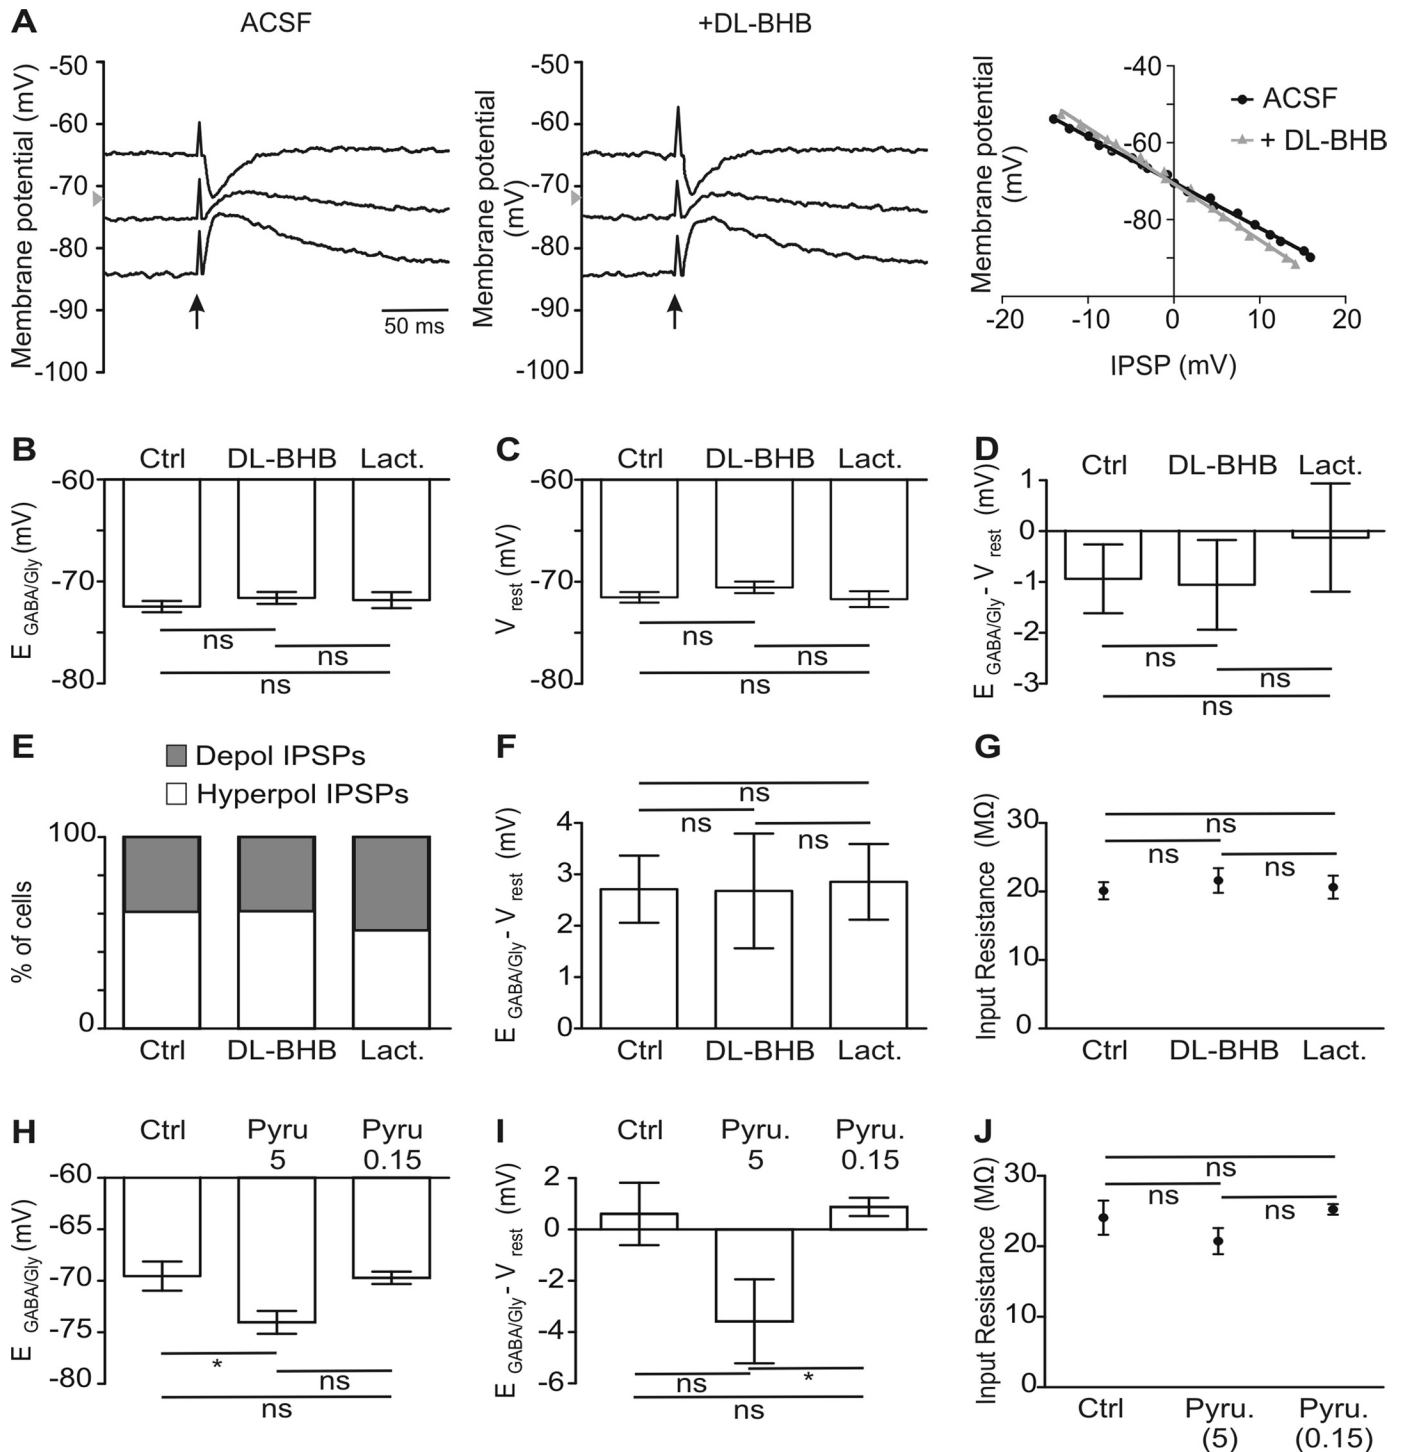 A
ACSF
+DL-BHB
Membrane potential (mV)
-50
-60
-70
-80
-90
-100
50 ms
Membrane potential
(mV)
-50
-60
-70
-80
-90
-100
Membrane potential
(mV)
-40
-60
-80
-20
-10
0
10
20
IPSP (mV)
ACSF
+ DL-BHB
B
Ctrl
DL-BHB
Lact.
E GABA/Gly (mV)
-60
-70
-80
ns
ns
ns
C
Ctrl
DL-BHB
Lact.
V rest (mV)
-60
-70
-80
ns
ns
ns
D
Ctrl
DL-BHB
Lact.
E GABA/Gly - V rest (mV)
1
0
-1
-2
-3
ns
ns
ns
E
Depol IPSPs
Hyperpol IPSPs
% of cells
100
0
Ctrl
DL-BHB
Lact.
F
E GABA/Gly - V rest (mV)
4
3
2
1
0
ns
ns
ns
Ctrl
DL-BHB
Lact.
G
Input Resistance (MΩ)
30
20
10
0
ns
ns
ns
Ctrl
DL-BHB
Lact.
H
Ctrl
Pyru
5
Pyru
0.15
E GABA/Gly (mV)
-60
-65
-70
-75
-80
*
ns
ns
I
Ctrl
Pyru.
5
Pyru.
0.15
E GABA/Gly - V rest (mV)
2
0
-2
-4
-6
ns
*
ns
J
Input Resistance (MΩ)
30
20
10
0
ns
ns
ns
Ctrl
Pyru.
(5)
Pyru.
(0.15)